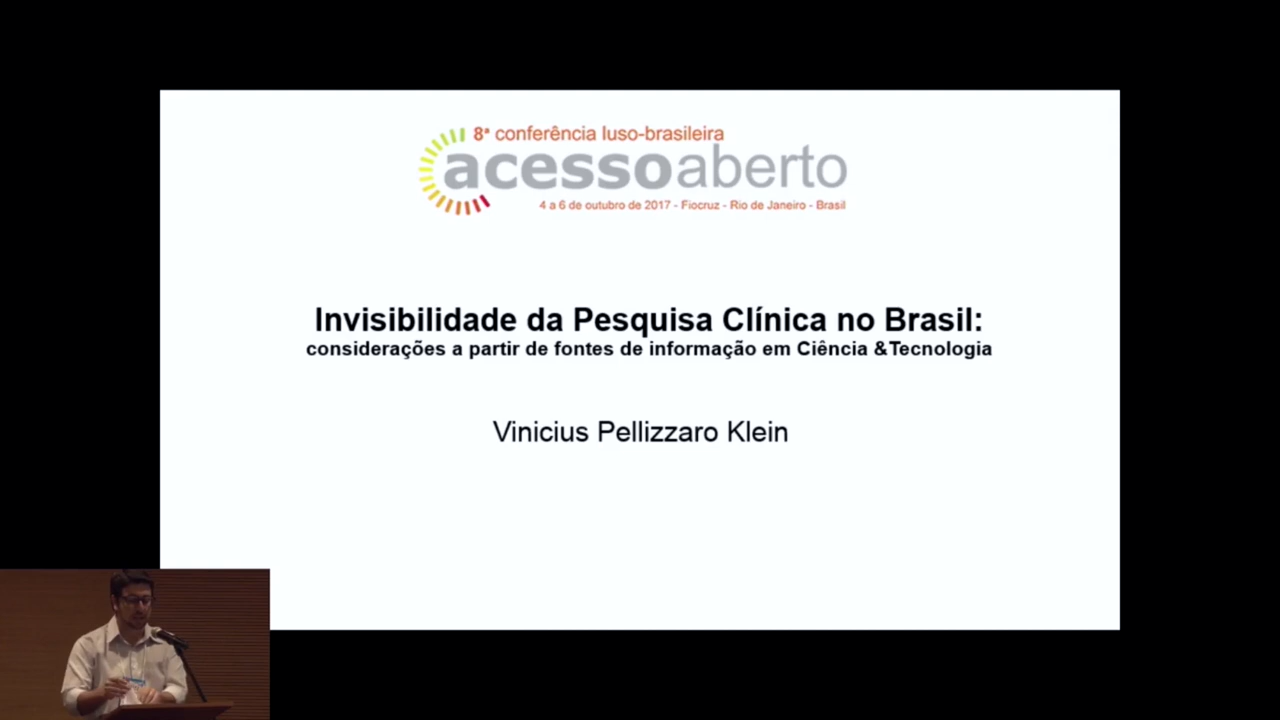 8ª conferência luso-brasileira
acessoaberto
4 a 6 de outubro de 2017 - Fiocruz - Rio de Janeiro - Brasil
Invisibilidade da Pesquisa Clínica no Brasil:
considerações a partir de fontes de informação em Ciência &Tecnologia
Vinicius Pellizzaro Klein